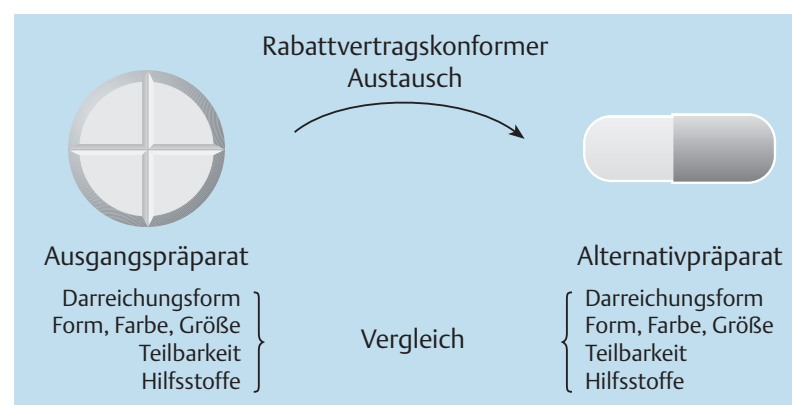 Rabattvertragskonformer
Austausch
Ausgangspräparat
Darreichungsform
Form, Farbe, Größe
Teilbarkeit
Hilfsstoffe
Vergleich
Alternativpräparat
Darreichungsform
Form, Farbe, Größe
Teilbarkeit
Hilfsstoffe